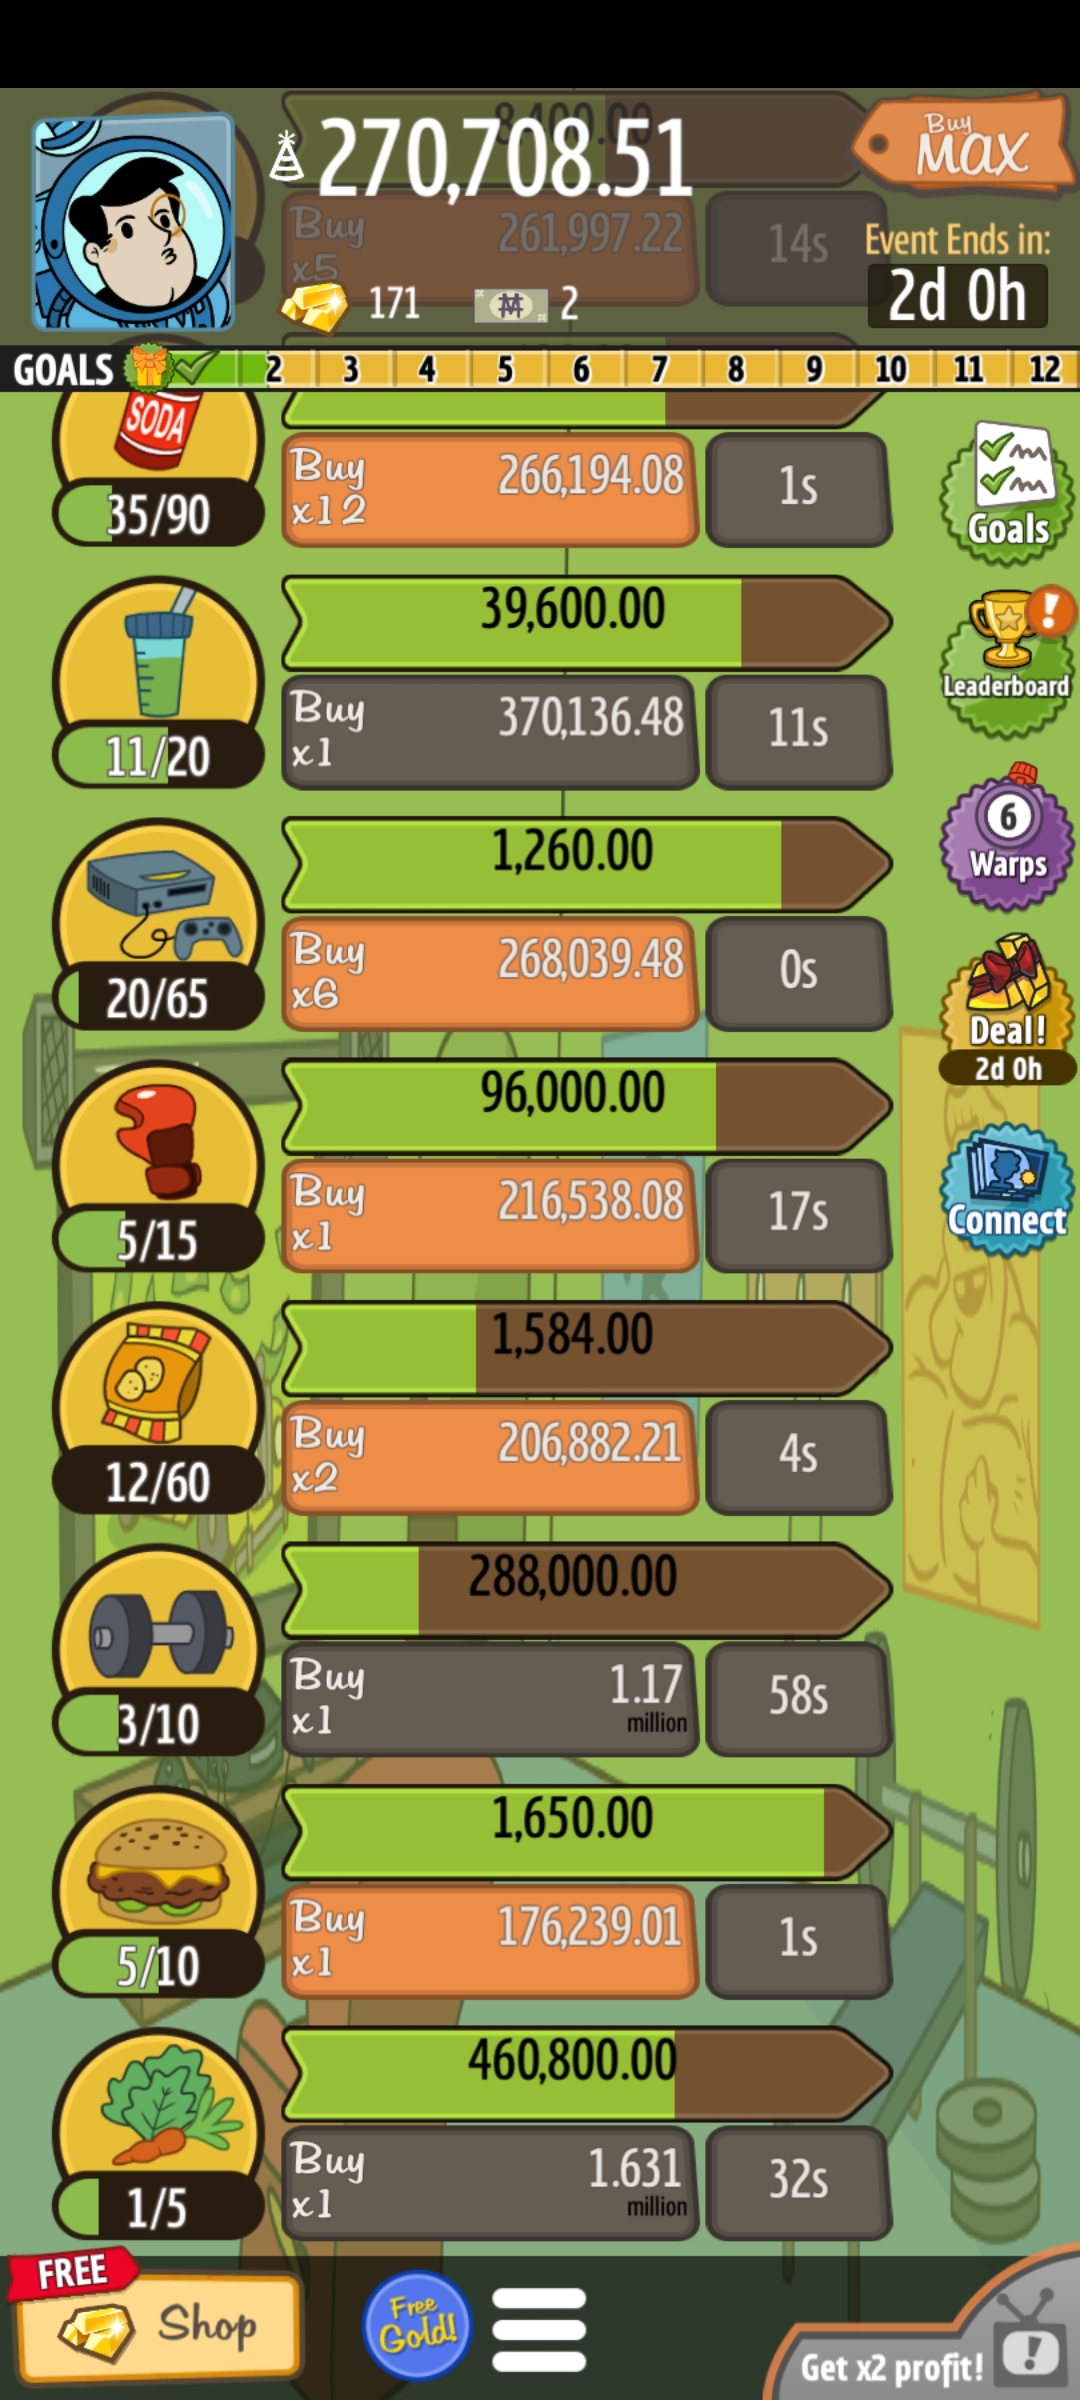 8,400.00
270,708.51
Buy
MAX
Buy
x5
261,997.22
14s
Event Ends in:
2d 0h
171
2
GOALS 2 3 4 5 6 7 8 9 10 11 12
SODA
35/90
Buy
x12
266,194.08
1s
Goals
39,600.00
11/20
Buy
x1
370,136.48
11s
!
Leaderboard
1,260.00
20/65
Buy
x6
268,039.48
0s
6
Warps
96,000.00
5/15
Buy
x1
216,538.08
17s
Deal!
2d 0h
Connect
1,584.00
12/60
Buy
x2
206,882.21
4s
288,000.00
3/10
Buy
x1
1.17
million
58s
1,650.00
5/10
Buy
x1
176,239.01
1s
460,800.00
1/5
Buy
x1
1.631
million
32s
FREE
Shop
Free
Gold!
Get x2 profit!
!